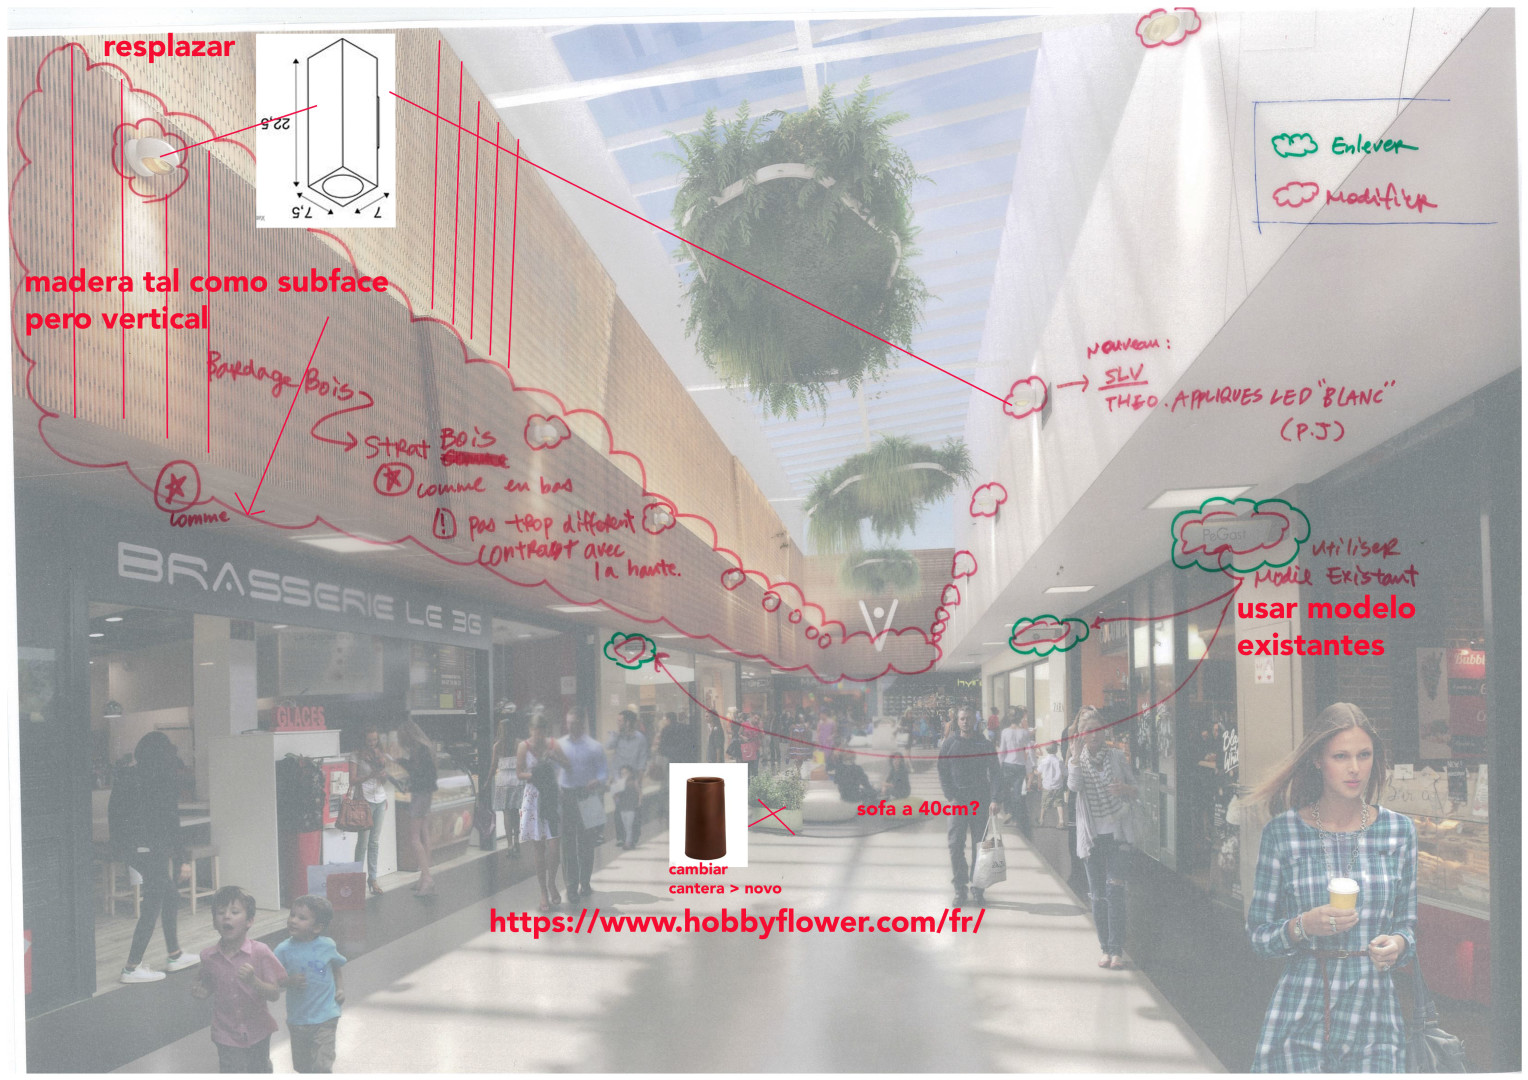 resplazar
22,5
7,5
7
Enlever
Modifier
madera tal como subface
pero vertical
Bardage Bois
Strat Bois
comme en bas
! pas trop different
contrast avec
la haute.
comme
Nouveau:
SLV
THEO. APPLIQUES LED "BLANC"
(P.J)
PeGast
utiliser
Modle Existant
usar modelo
existantes
BRASSERIE LE 36
GLACES
sofa a 40cm?
cambiar
cantera > novo
https://www.hobbyflower.com/fr/